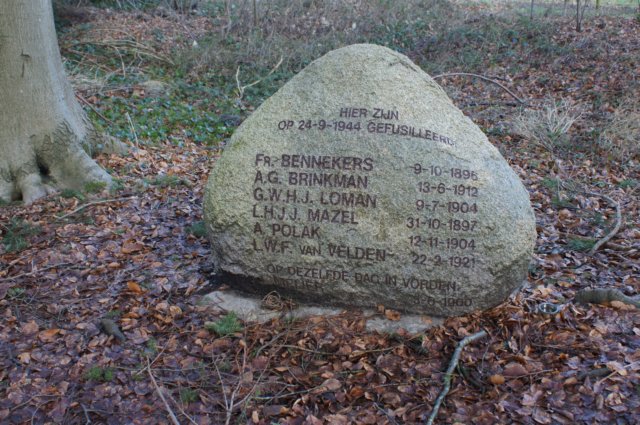 HIER ZIJN
OP 24-9-1944 GEFUSILLEERD
FR. BENNEKERS 9-10-1896
A.G. BRINKMAN 13-6-1912
G.W.H.J. LOMAN 9-7-1904
L.H.J.J. MAZEL 31-10-1897
A. POLAK 12-11-1904
L.W.F. VAN VELDEN 22-2-1921
OP DEZELFDE DAG IN VORDEN